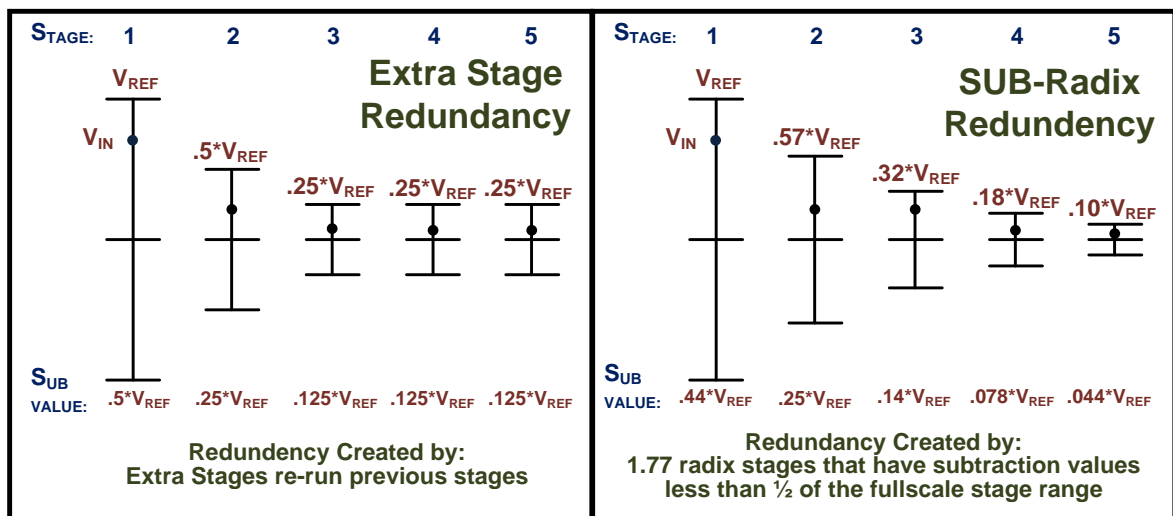 STAGE: 1 2 3 4 5
Extra Stage
Redundancy
VREF
VIN
.5*VREF
.25*VREF .25*VREF .25*VREF
SUB
VALUE: .5*VREF .25*VREF .125*VREF .125*VREF .125*VREF
Redundency Created by:
Extra Stages re-run previous stages
STAGE: 1 2 3 4 5
SUB-Radix
Redundency
VREF
VIN
.57*VREF
.32*VREF
.18*VREF
.10*VREF
SUB
VALUE: .44*VREF .25*VREF .14*VREF .078*VREF .044*VREF
Redundancy Created by:
1.77 radix stages that have subtraction values
less than ½ of the fullscale stage range